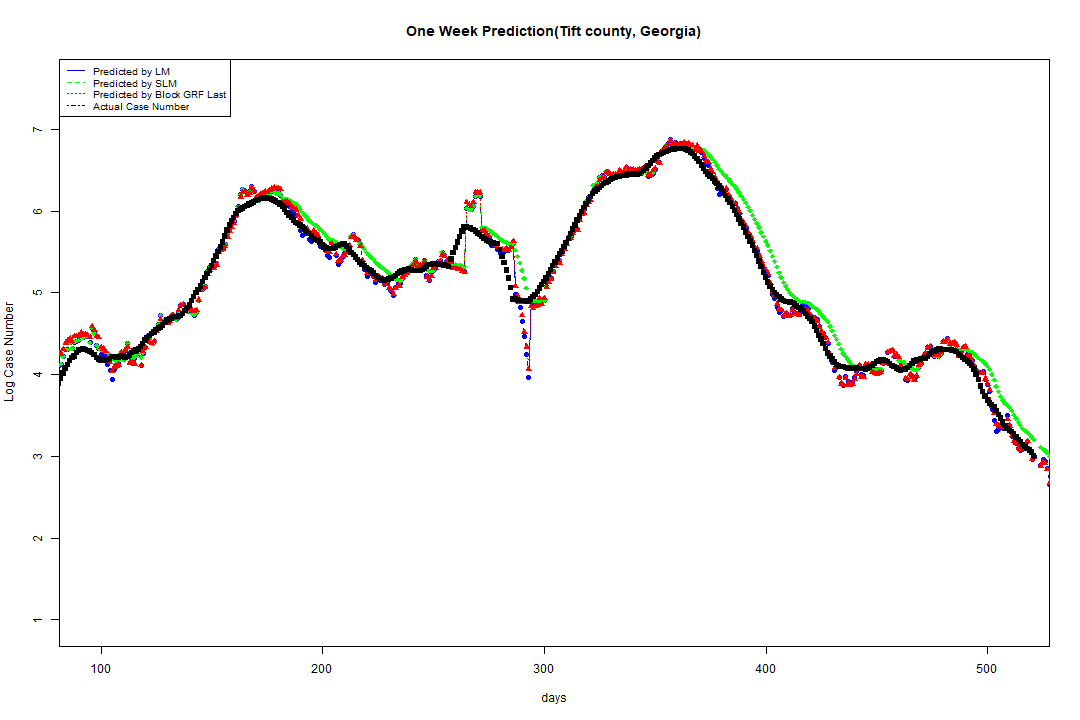 One Week Prediction(Tift county, Georgia)
Predicted by LM
Predicted by SLM
Predicted by Block GRF Last
Actual Case Number
7
6
5
4
3
2
1
Log Case Number
100 200 300 400 500
days